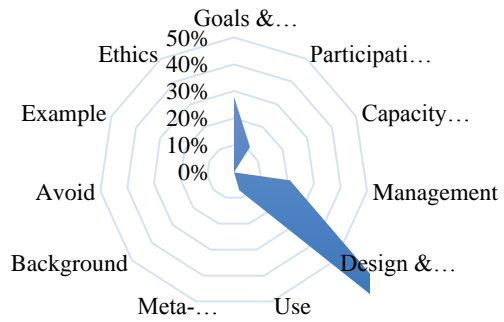 Goals &…
Participati…
Capacity…
Management
Design &…
Use
Meta-…
Background
Avoid
Example
Ethics
50%
40%
30%
20%
10%
0%